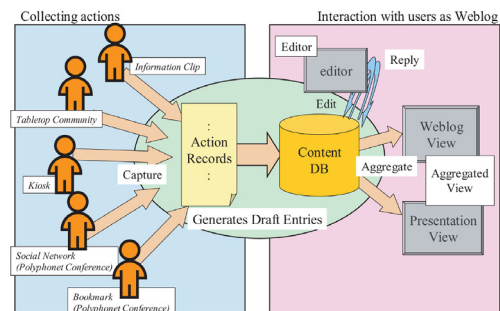 Collecting actions
Interaction with users as Weblog
Information Clip
Editor
editor
Reply
Tabletop Community
Edit
:
Action
Records
:
Content
DB
Weblog
View
Kiosk
Capture
Aggregate
Aggregated
View
Presentation
View
Generates Draft Entries
Social Network
(Polyphonet Conference)
Bookmark
(Polyphonet Conference)